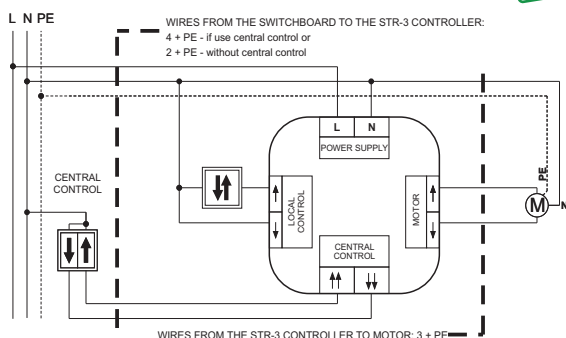 L N PE
WIRES FROM THE SWITCHBOARD TO THE STR-3 CONTROLLER:
4 + PE - if use central control or
2 + PE - without central control
L N
POWER SUPPLY
PE
CENTRAL
CONTROL
LOCAL
CONTROL
MOTOR
M
N
CENTRAL
CONTROL
WIRES FROM THE STR-3 CONTROLLER TO MOTOR: 3 + PE